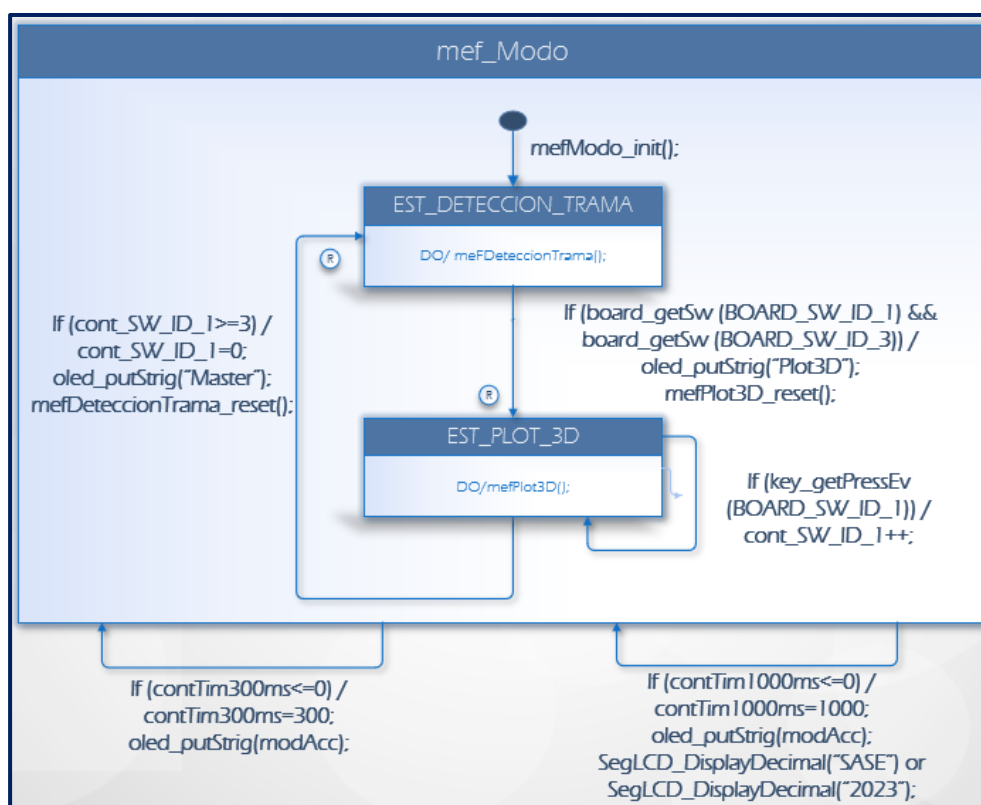 mef_Modo
mefModo_init();
EST_DETECCION_TRAMA
DO/ meFDeteccionTrama();
R
If (cont_SW_ID_1>=3) /
cont_SW_ID_1=0;
oled_putStrig("Master");
mefDeteccionTrama_reset();
If (board_getSw (BOARD_SW_ID_1) &&
board_getSw (BOARD_SW_ID_3)) /
oled_putStrig("Plot3D");
mefPlot3D_reset();
R
EST_PLOT_3D
DO/mefPlot3D();
If (key_getPressEv
(BOARD_SW_ID_1)) /
cont_SW_ID_1++;
If (contTim300ms<=0) /
contTim300ms=300;
oled_putStrig(modAcc);
If (contTim1000ms<=0) /
contTim1000ms=1000;
oled_putStrig(modAcc);
SegLCD_DisplayDecimal("SASE") or
SegLCD_DisplayDecimal("2023");